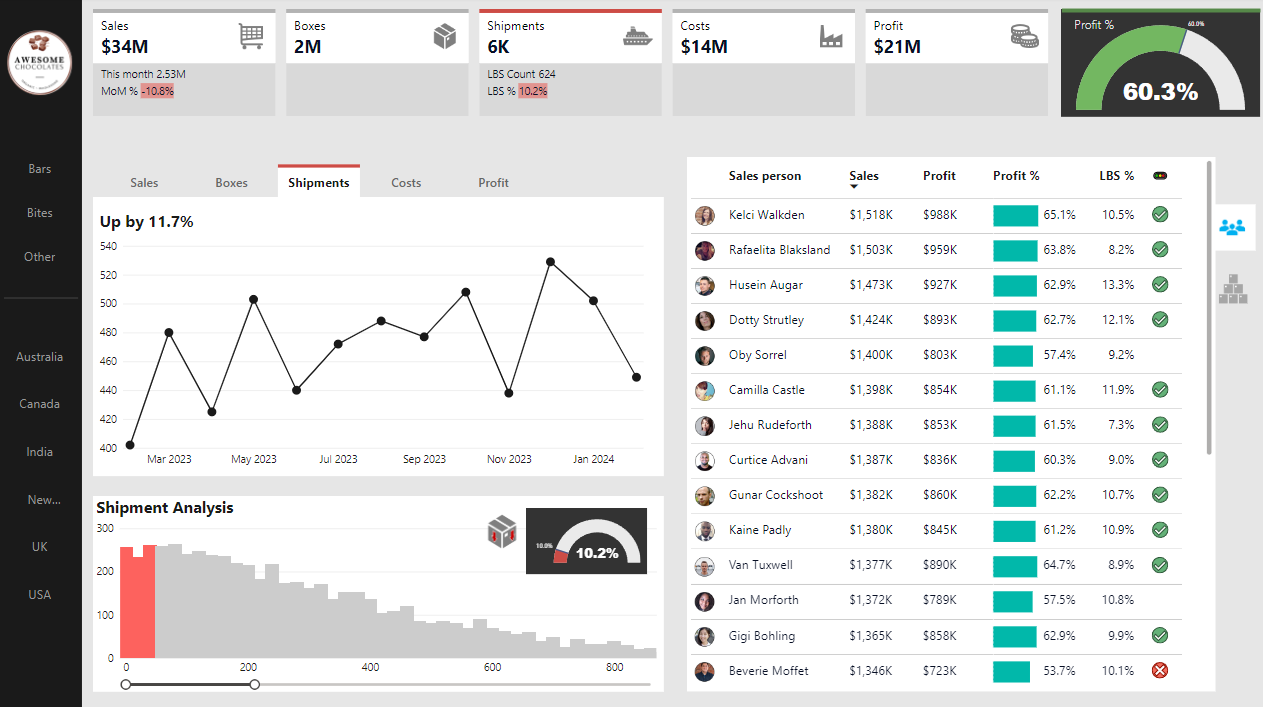 AWESOME
CHOCOLATES
Bars
Bites
Other
Australia
Canada
India
New...
UK
USA
Sales
$34M
This month 2.53M
MoM % -10.8%
Boxes
2M
Shipments
6K
LBS Count 624
LBS % 10.2%
Costs
$14M
Profit
$21M
Profit %
60.0%
60.3%
Sales Boxes Shipments Costs Profit
Up by 11.7%
540
520
500
480
460
440
420
400
Mar 2023 May 2023 Jul 2023 Sep 2023 Nov 2023 Jan 2024
Shipment Analysis
10.0%
10.2%
300
200
100
0
0 200 400 600 800
Sales person Sales Profit Profit % LBS %
Kelci Walkden $1,518K $988K 65.1% 10.5%
Rafaelita Blaksland $1,503K $959K 63.8% 8.2%
Husein Augar $1,473K $927K 62.9% 13.3%
Dotty Strutley $1,424K $893K 62.7% 12.1%
Oby Sorrel $1,400K $803K 57.4% 9.2%
Camilla Castle $1,398K $854K 61.1% 11.9%
Jehu Rudeforth $1,388K $853K 61.5% 7.3%
Curtice Advani $1,387K $836K 60.3% 9.0%
Gunar Cockshoot $1,382K $860K 62.2% 10.7%
Kaine Padly $1,380K $845K 61.2% 10.9%
Van Tuxwell $1,377K $890K 64.7% 8.9%
Jan Morforth $1,372K $789K 57.5% 10.8%
Gigi Bohling $1,365K $858K 62.9% 9.9%
Beverie Moffet $1,346K $723K 53.7% 10.1%